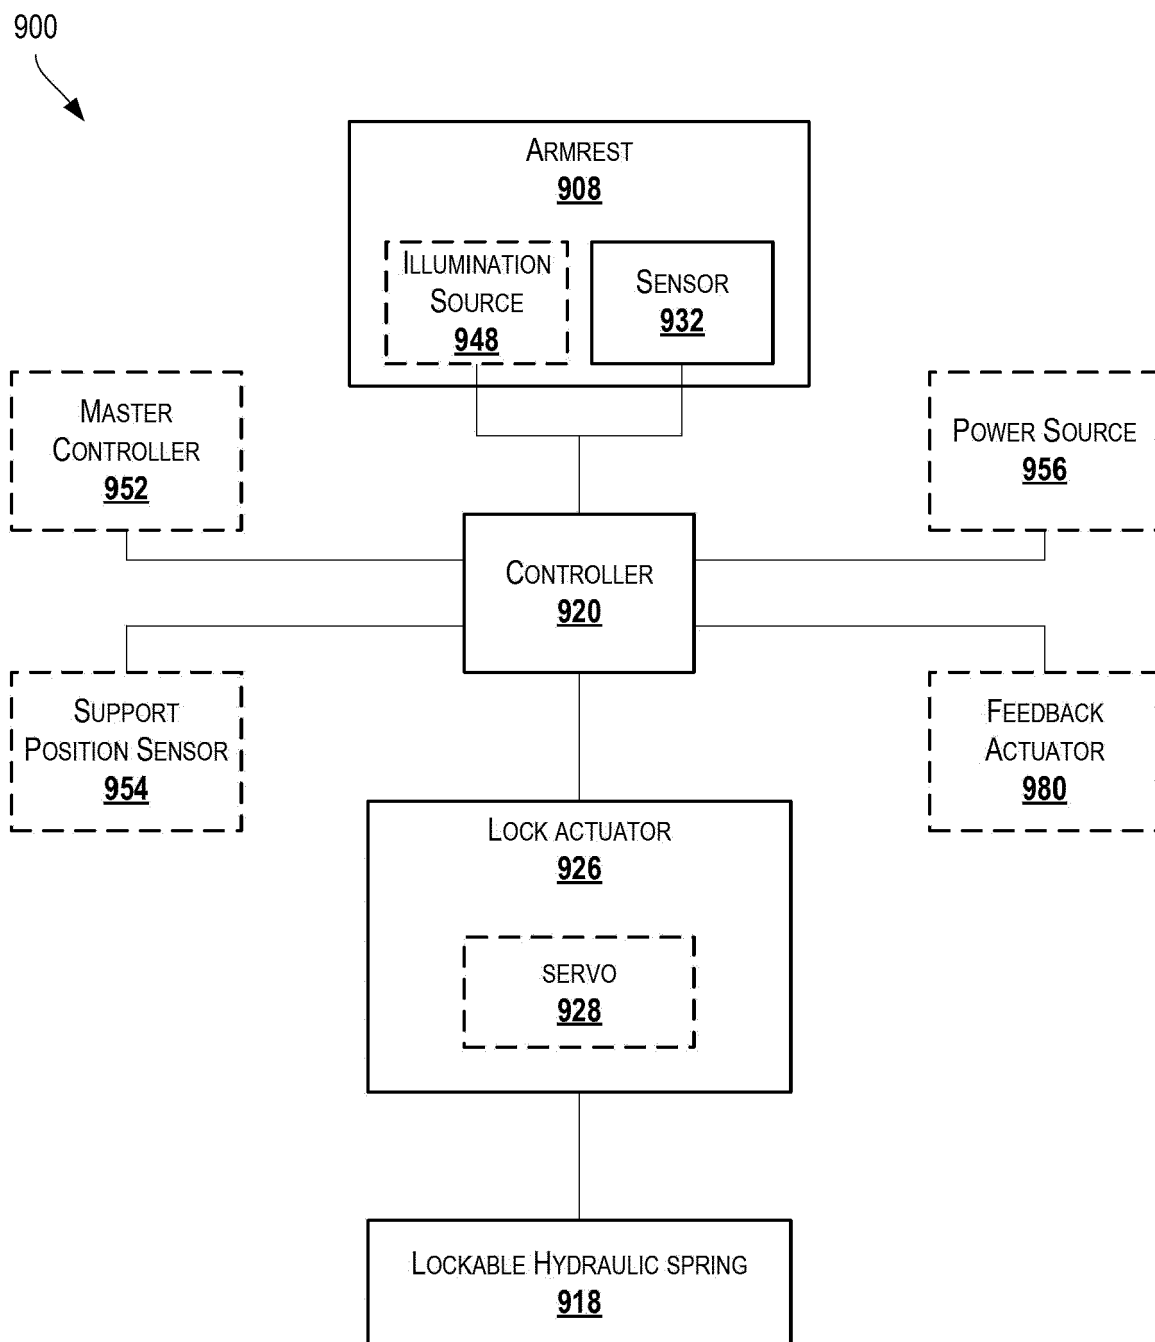 900
ARMREST
908
ILLUMINATION
SOURCE
948
SENSOR
932
MASTER
CONTROLLER
952
POWER SOURCE
956
CONTROLLER
920
SUPPORT
POSITION SENSOR
954
FEEDBACK
ACTUATOR
980
LOCK ACTUATOR
926
SERVO
928
LOCKABLE HYDRAULIC SPRING
918